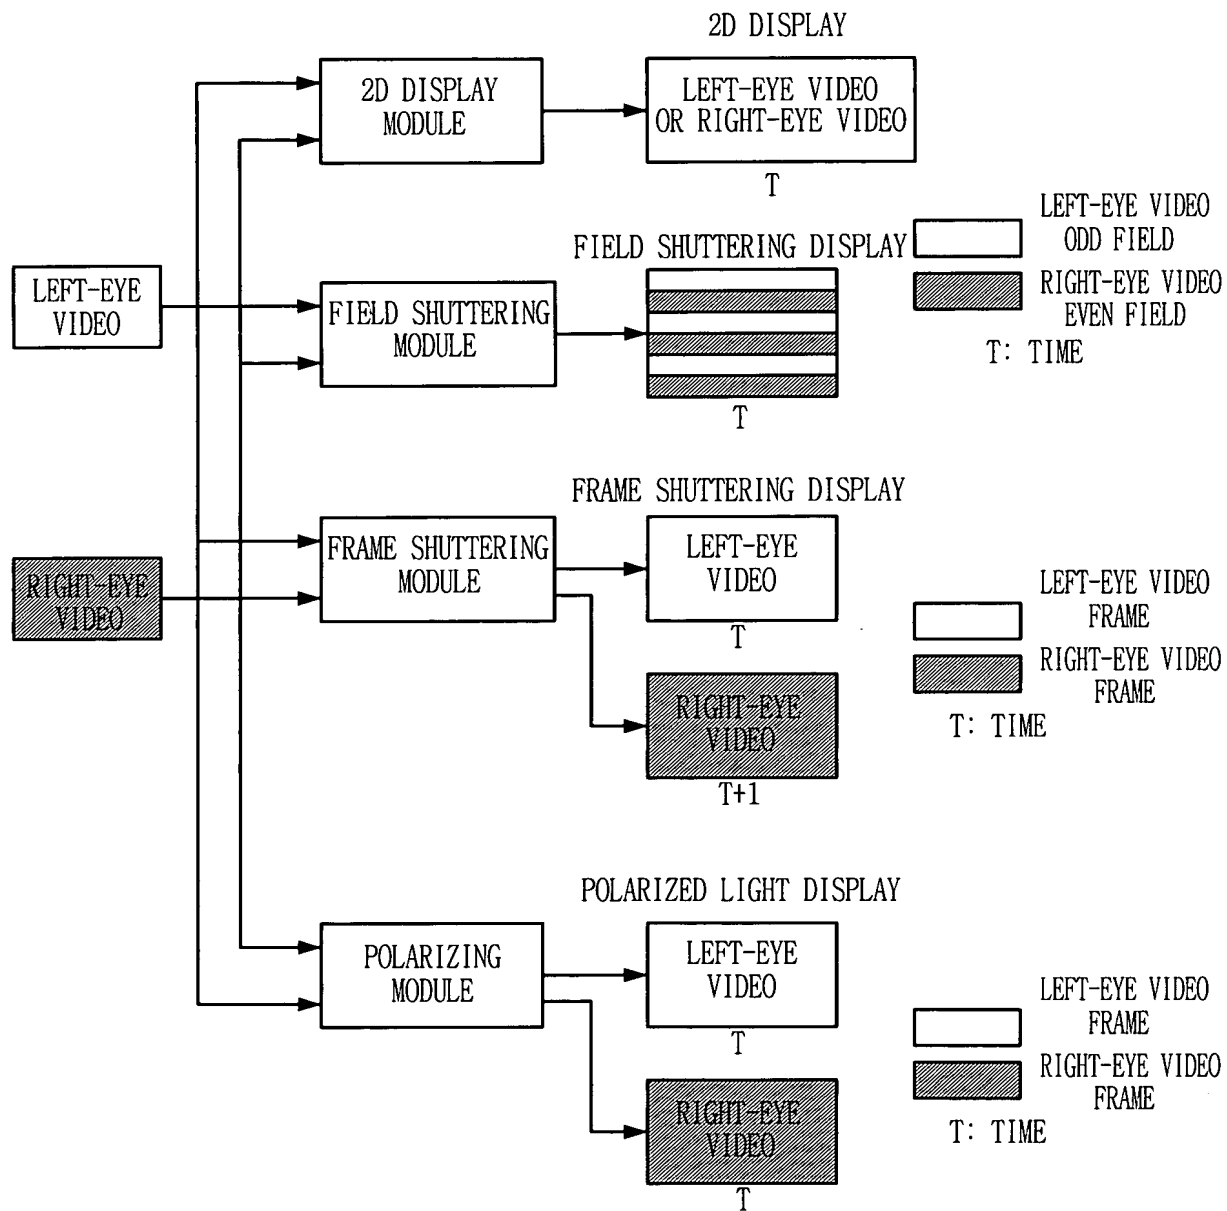 2D DISPLAY
2D DISPLAY
MODULE
LEFT-EYE VIDEO
OR RIGHT-EYE VIDEO
T
LEFT-EYE VIDEO
ODD FIELD
RIGHT-EYE VIDEO
EVEN FIELD
T: TIME
FIELD SHUTTERING DISPLAY
LEFT-EYE
VIDEO
FIELD SHUTTERING
MODULE
T
FRAME SHUTTERING DISPLAY
RIGHT-EYE
VIDEO
FRAME SHUTTERING
MODULE
LEFT-EYE
VIDEO
T
RIGHT-EYE
VIDEO
T+1
LEFT-EYE VIDEO
FRAME
RIGHT-EYE VIDEO
FRAME
T: TIME
POLARIZED LIGHT DISPLAY
POLARIZING
MODULE
LEFT-EYE
VIDEO
T
RIGHT-EYE
VIDEO
T
LEFT-EYE VIDEO
FRAME
RIGHT-EYE VIDEO
FRAME
T: TIME